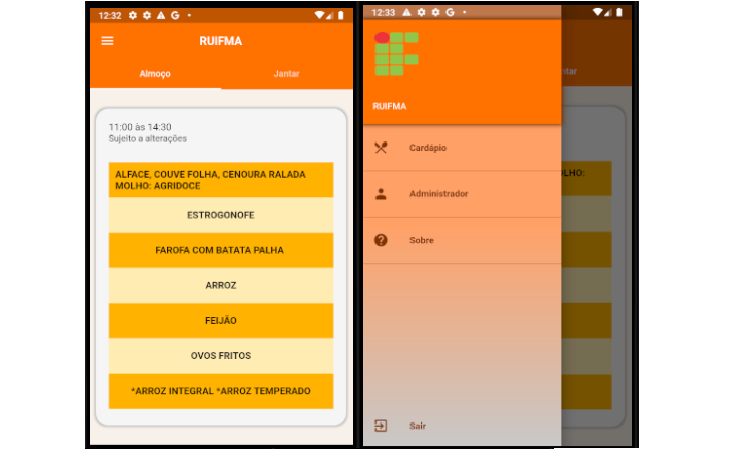 12:32 G
RUIFMA
Almoço Jantar
11:00 às 14:30
Sujeito a alterações
ALFACE, COUVE FOLHA, CENOURA RALADA
MOLHO: AGRIDOCE
ESTROGONOFE
FAROFA COM BATATA PALHA
ARROZ
FEIJÃO
OVOS FRITOS
*ARROZ INTEGRAL *ARROZ TEMPERADO
12:33 G
RUIFMA
Cardápio
Administrador
Sobre
Sair
ntar
OLHO: